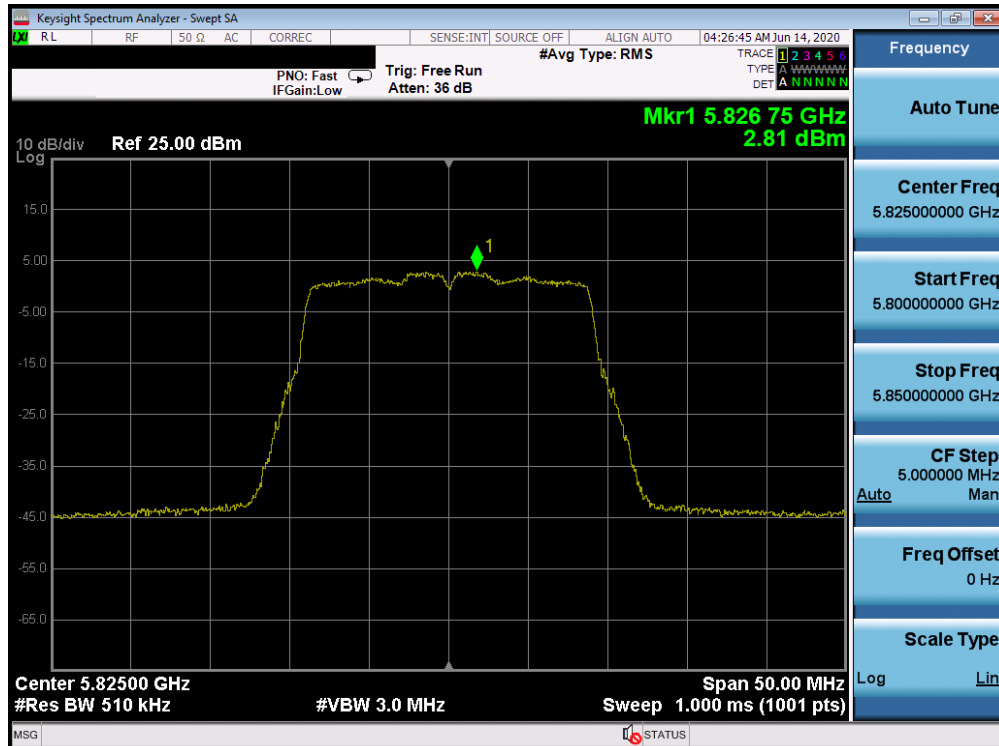 Keysight Spectrum Analyzer - Swept SA
LXI RL RF 50 Ω AC CORREC SENSE:INT SOURCE OFF ALIGN AUTO 04:26:45 AM Jun 14, 2020
PNO: Fast
IFGain:Low
Trig: Free Run
Atten: 36 dB
#Avg Type: RMS
TRACE 1 2 3 4 5 6
TYPE A WWWWW
DET A N N N N N
Mkr1 5.826 75 GHz
2.81 dBm
10 dB/div
Log
Ref 25.00 dBm
15.0
5.00
-5.00
-15.0
-25.0
-35.0
-45.0
-55.0
-65.0
1
Center 5.82500 GHz
Span 50.00 MHz
#Res BW 510 kHz
#VBW 3.0 MHz
Sweep 1.000 ms (1001 pts)
MSG
STATUS
Frequency
Auto Tune
Center Freq
5.825000000 GHz
Start Freq
5.800000000 GHz
Stop Freq
5.850000000 GHz
CF Step
5.000000 MHz
Auto Man
Freq Offset
0 Hz
Scale Type
Log Lin